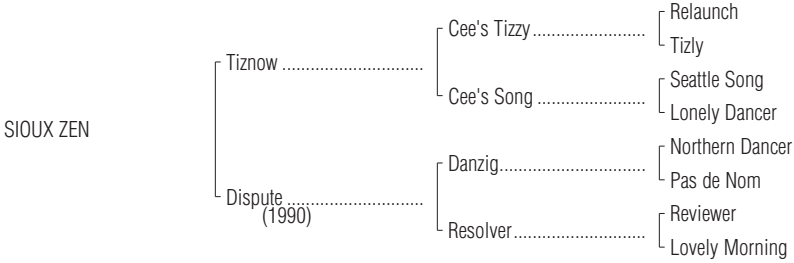 Relaunch
Cee's Tizzy........................
Tizly
Tiznow ..............................
Seattle Song
Cee's Song .......................
Lonely Dancer
SIOUX ZEN
Northern Dancer
Danzig...............................
Pas de Nom
Dispute .............................
(1990)
Reviewer
Resolver............................
Lovely Morning